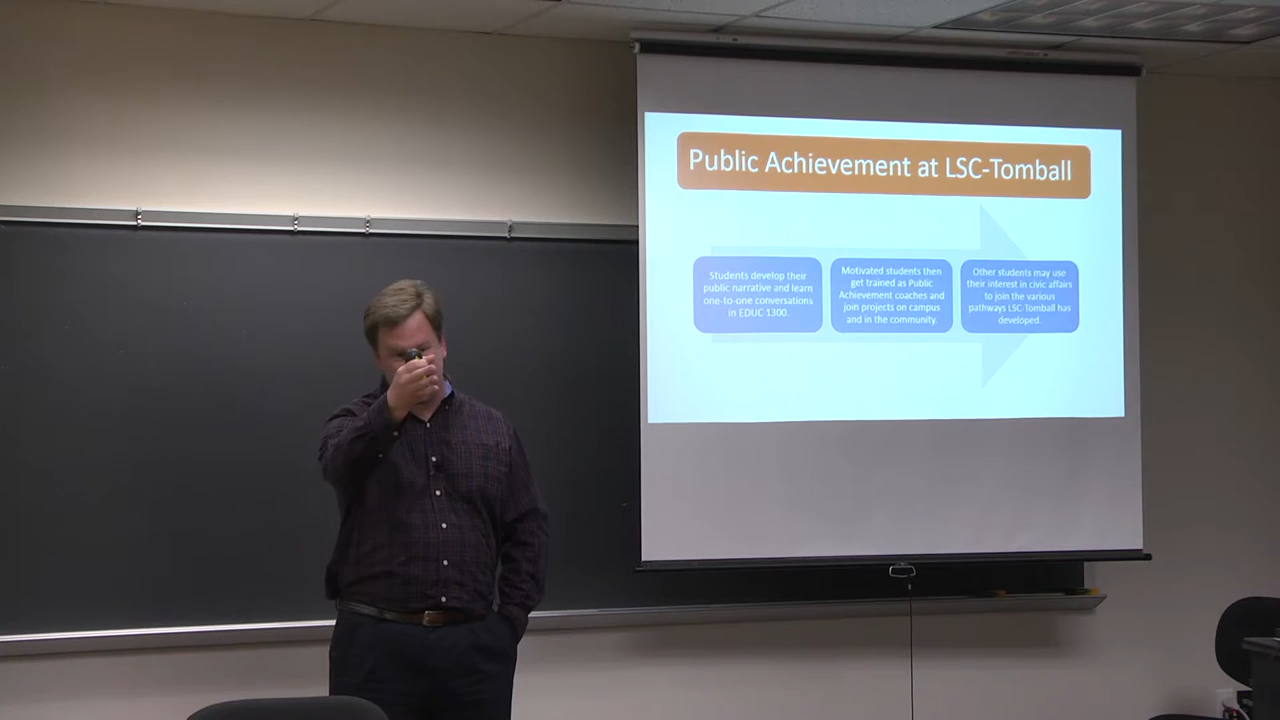 Public Achievement at LSC-Tomball
Students develop their
public narrative and learn
one-to-one conversations
in EDUC 1300.
Motivated students then
get trained as Public
Achievement coaches and
join projects on campus
and in the community.
Other students may use
their interest in civic affairs
to join the various
pathways LSC-Tomball has
developed.